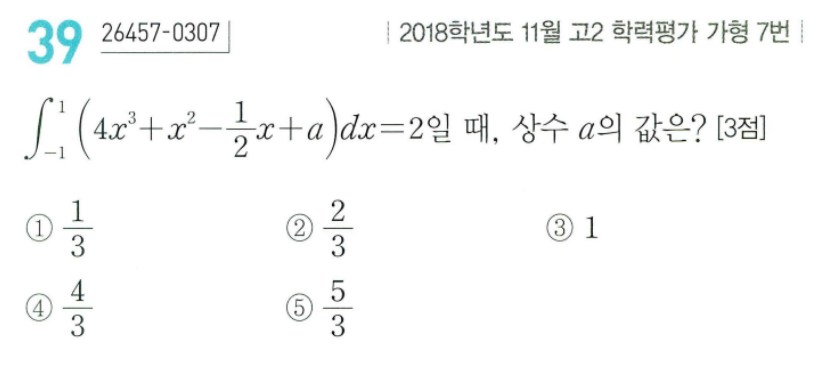 39 26457-0307 | 2018학년도 11월 고2 학력평가 가형 7번 |
∫₋₁¹ (4x³+x²−1/2x+a)dx=2일 때, 상수 a의 값은? [3점]
① 1/3 ② 2/3 ③ 1
④ 4/3 ⑤ 5/3